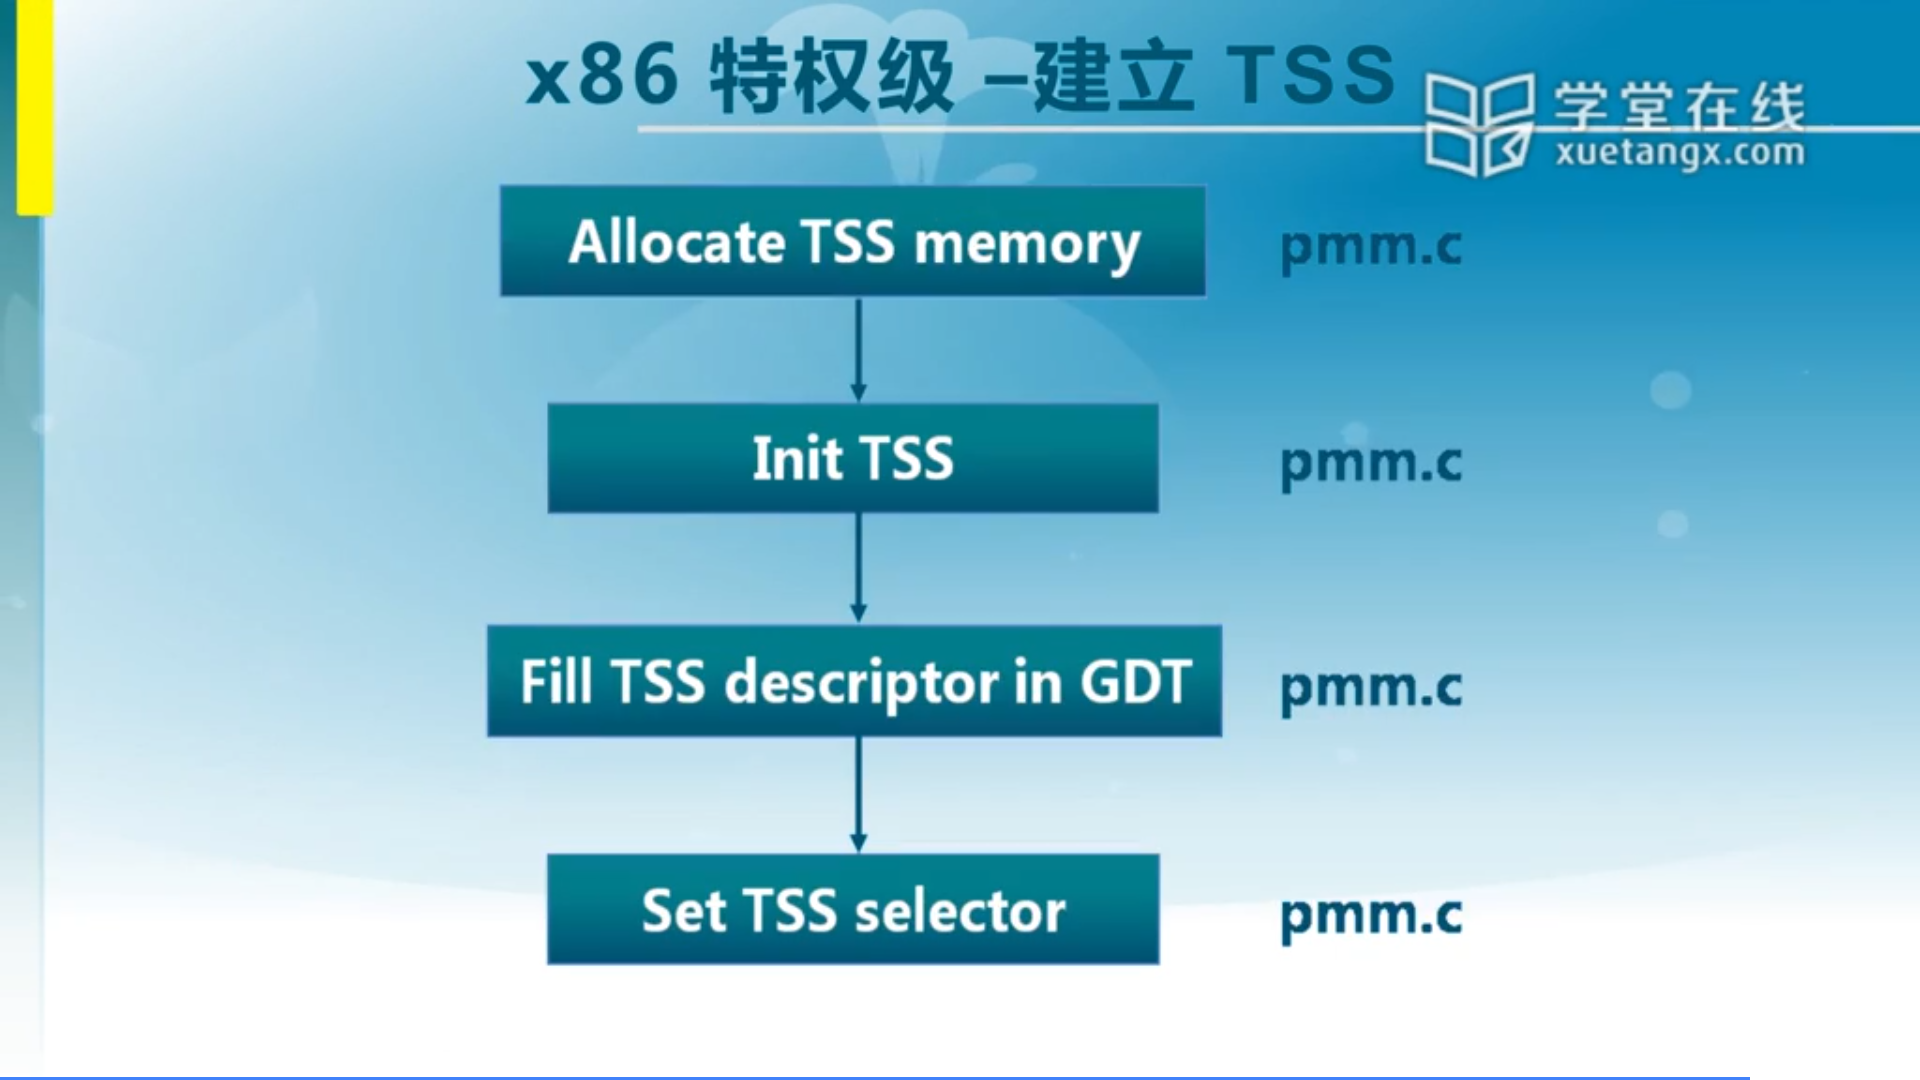 x86 特权级 –建立 TSS
学堂在线
xuetangx.com
Allocate TSS memory
pmm.c
Init TSS
pmm.c
Fill TSS descriptor in GDT
pmm.c
Set TSS selector
pmm.c